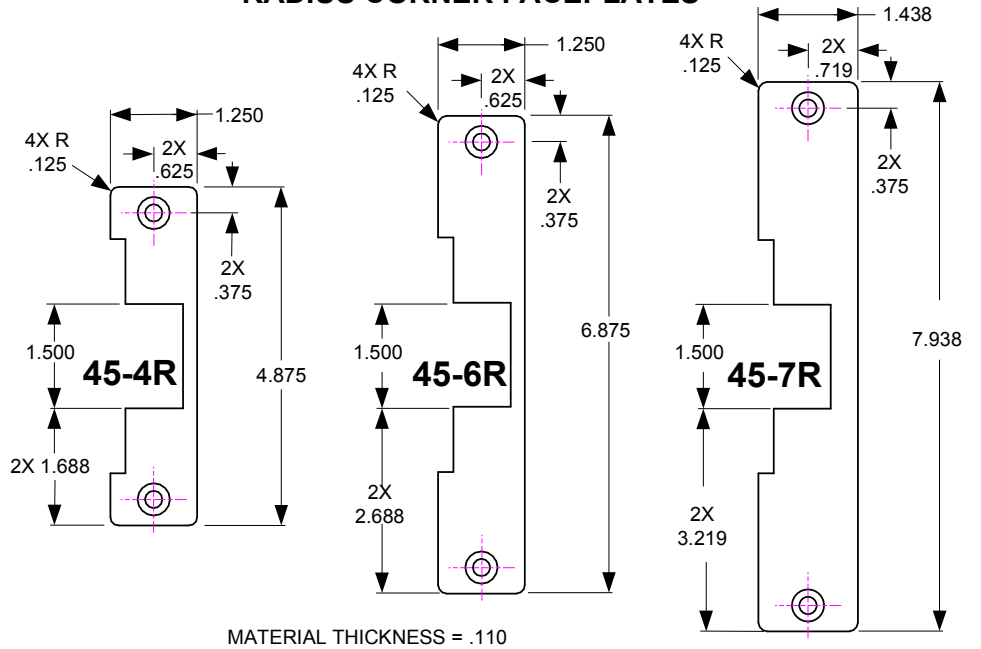 RADIUS CORNER FACEPLATES
1.250
4X R
.125
2X
.625
2X
.375
1.500
45-4R
4.875
2X 1.688
1.250
4X R
.125
2X
.625
2X
.375
1.500
45-6R
6.875
2X
2.688
1.438
4X R
.125
2X
.719
2X
.375
1.500
45-7R
7.938
2X
3.219
MATERIAL THICKNESS = .110